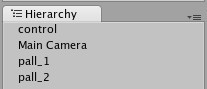 Hierarchy
control
Main Camera
pall_1
pall_2